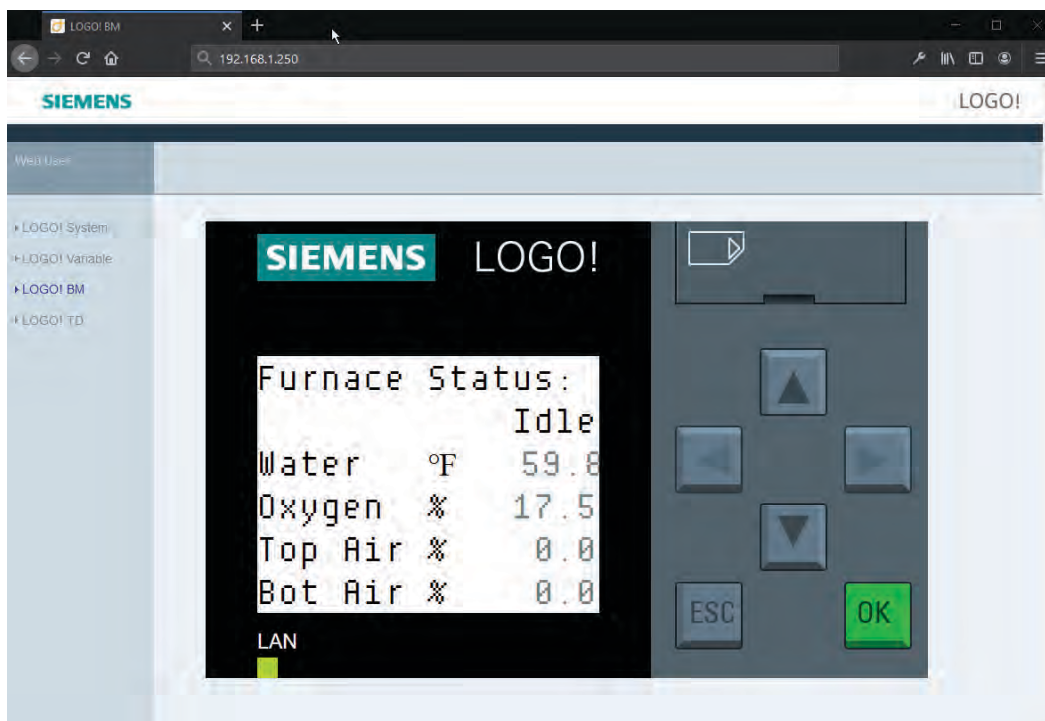 LOGO! BM
192.168.1.250
SIEMENS LOGO!
Web User
LOGO! System
LOGO! Variable
LOGO! BM
LOGO! TD
SIEMENS LOGO!
Furnace Status:
Idle
Water °F 59.8
Oxygen % 17.5
Top Air % 0.0
Bot Air % 0.0
LAN
ESC OK